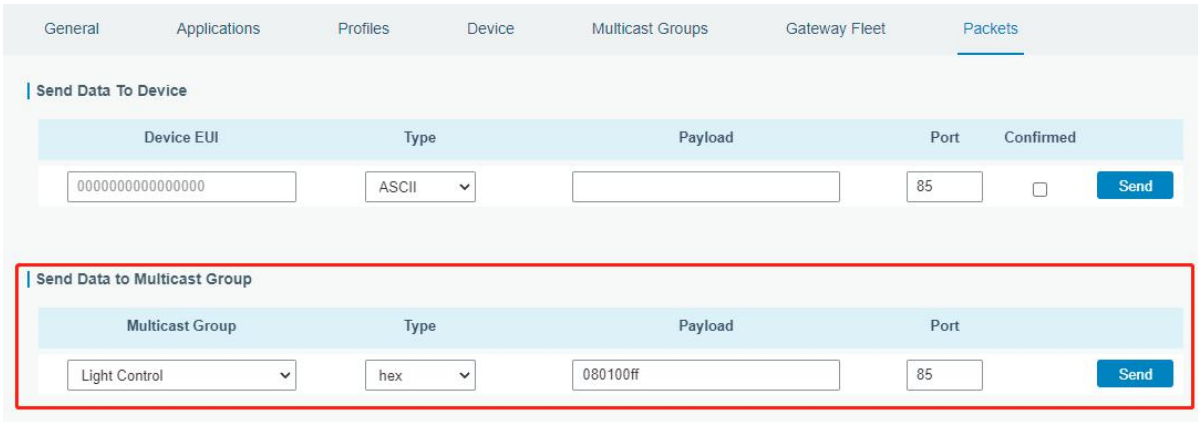 General Applications Profiles Device Multicast Groups Gateway Fleet Packets
Send Data To Device
Device EUI Type Payload Port Confirmed
0000000000000000 ASCII 85 Send
Send Data to Multicast Group
Multicast Group Type Payload Port
Light Control hex 080100ff 85 Send